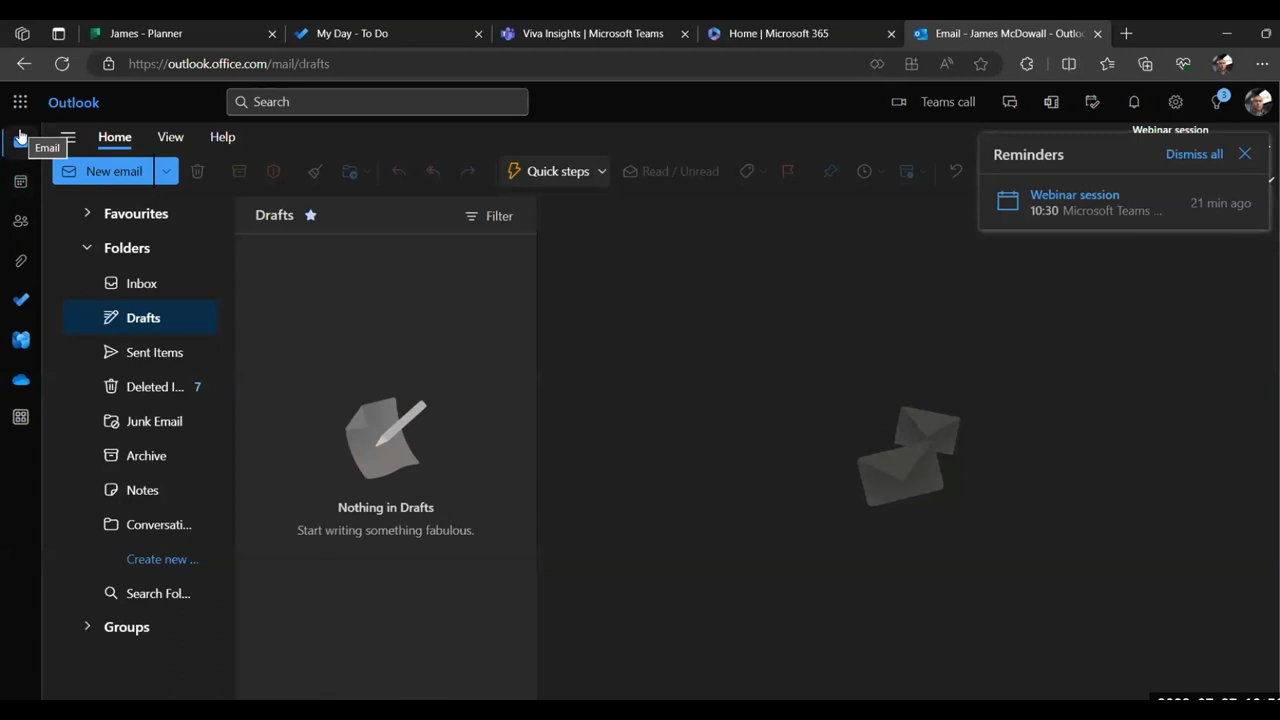 James - Planner
My Day - To Do
Viva Insights | Microsoft Teams
Home | Microsoft 365
Email - James McDowall - Outloo
https://outlook.office.com/mail/drafts
Outlook
Search
Teams call
3
Email
Home
View
Help
Webinar session
New email
Quick steps
Read / Unread
Reminders
Dismiss all
Webinar session
10:30 Microsoft Teams ...
21 min ago
Favourites
Folders
Inbox
Drafts
Sent Items
Deleted I... 7
Junk Email
Archive
Notes
Conversati...
Create new ...
Search Fol...
Groups
Drafts
Filter
Nothing in Drafts
Start writing something fabulous.